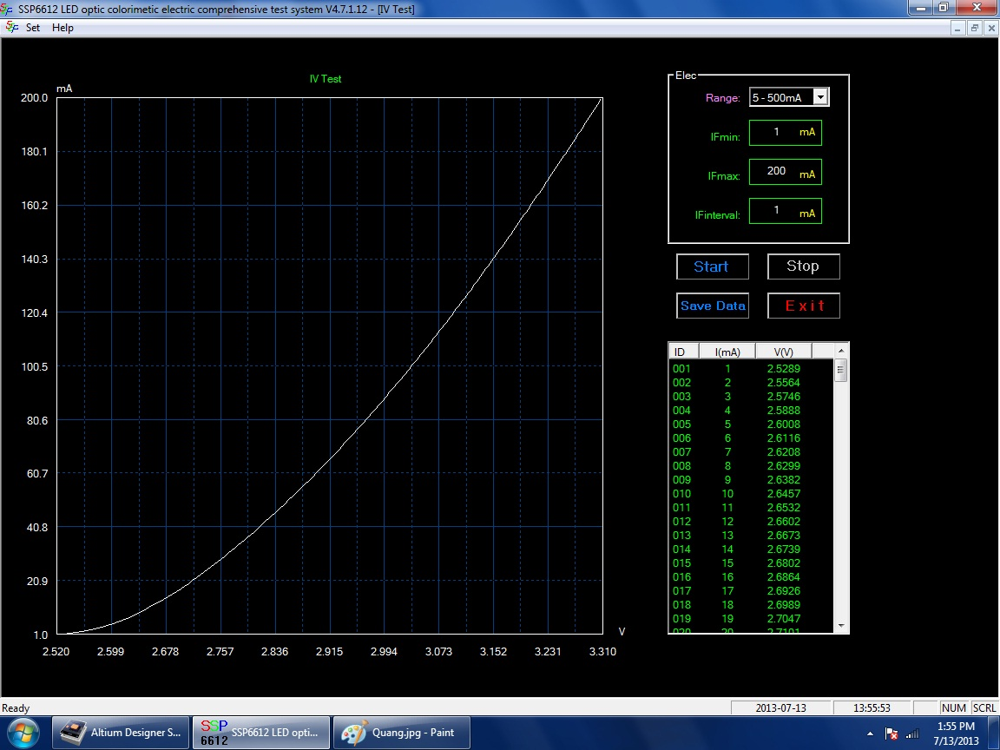 SSP6612 LED optic colorimetic electric comprehensive test system V4.7.1.12 - [IV Test]
Set Help
IV Test
mA
200.0
180.1
160.2
140.3
120.4
100.5
80.6
60.7
40.8
20.9
1.0
2.520 2.599 2.678 2.757 2.836 2.915 2.994 3.073 3.152 3.231 3.310
V
Elec
Range: 5 - 500mA
IFmin: 1 mA
IFmax: 200 mA
IFinterval: 1 mA
Start Stop
Save Data Exit
ID I(mA) V(V)
001 1 2.5289
002 2 2.5564
003 3 2.5746
004 4 2.5888
005 5 2.6008
006 6 2.6116
007 7 2.6208
008 8 2.6299
009 9 2.6382
010 10 2.6457
011 11 2.6532
012 12 2.6602
013 13 2.6673
014 14 2.6739
015 15 2.6802
016 16 2.6864
017 17 2.6926
018 18 2.6989
019 19 2.7047
020 20 2.7101
Ready 2013-07-13 13:55:53 NUM SCRL
Altium Designer S... SSP 6612 SSP6612 LED opti... Quang.jpg - Paint
1:55 PM
7/13/2013